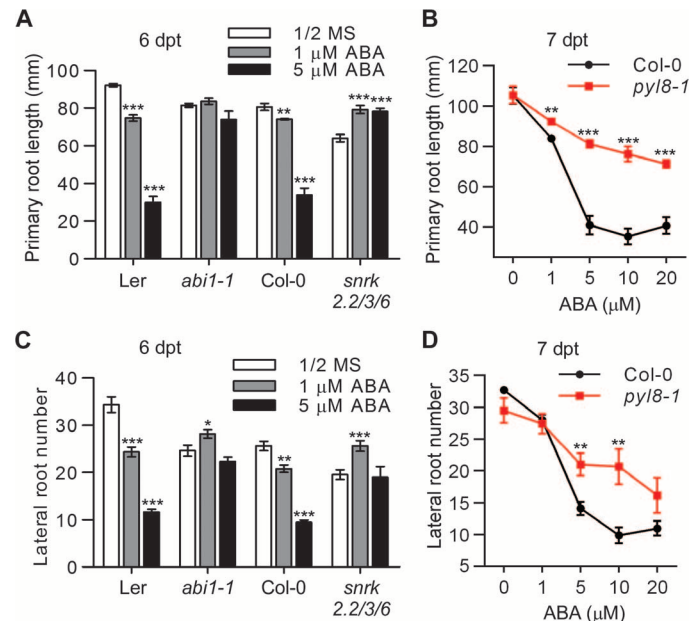 A
6 dpt
1/2 MS
1 μM ABA
5 μM ABA
Primary root length (mm)
100
80
60
40
20
0
***
***
**
***
***
***
Ler
abi1-1
Col-0
snrk
2.2/3/6
B
7 dpt
Col-0
pyl8-1
Primary root length (mm)
120
100
80
60
40
**
***
***
***
0
1
5
10
20
ABA (μM)
C
6 dpt
1/2 MS
1 μM ABA
5 μM ABA
Lateral root number
40
30
20
10
0
***
***
*
**
***
***
Ler
abi1-1
Col-0
snrk
2.2/3/6
D
7 dpt
Col-0
pyl8-1
Lateral root number
35
30
25
20
15
10
5
**
**
0
1
5
10
20
ABA (μM)